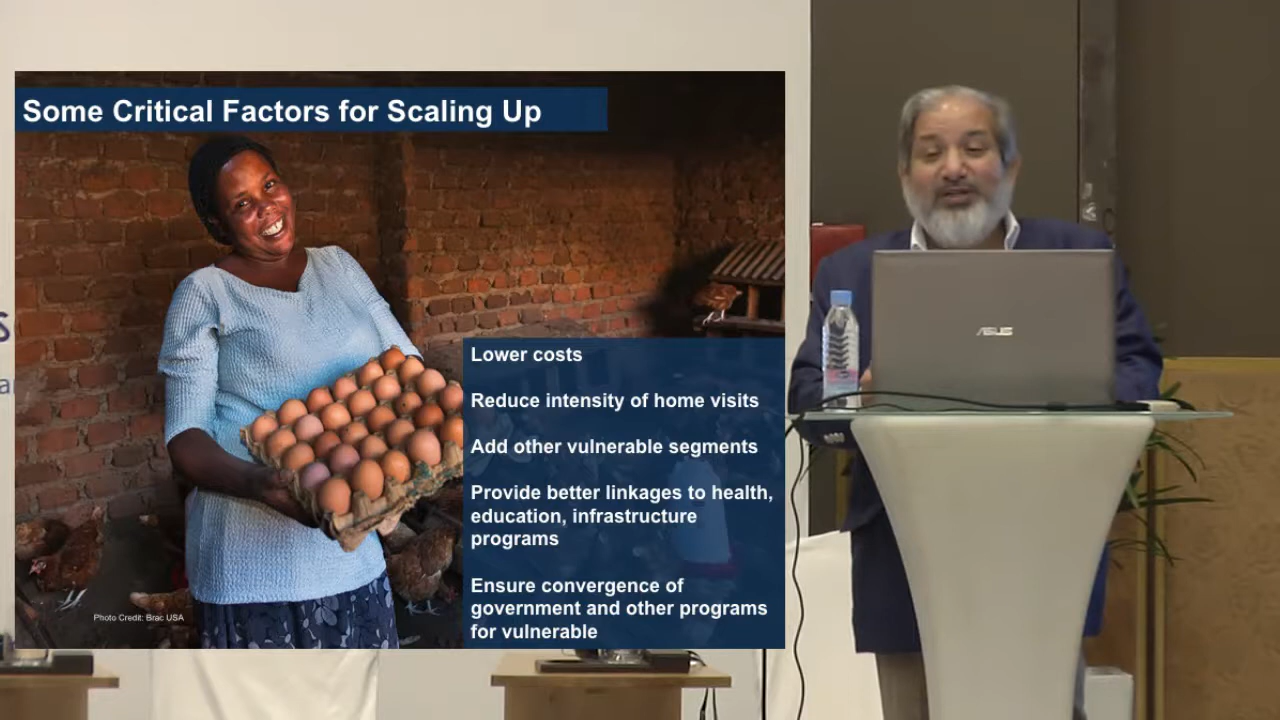 Some Critical Factors for Scaling Up
Lower costs
Reduce intensity of home visits
Add other vulnerable segments
Provide better linkages to health,
education, infrastructure
programs
Ensure convergence of
government and other programs
for vulnerable
Photo Credit: Brac USA
ASUS